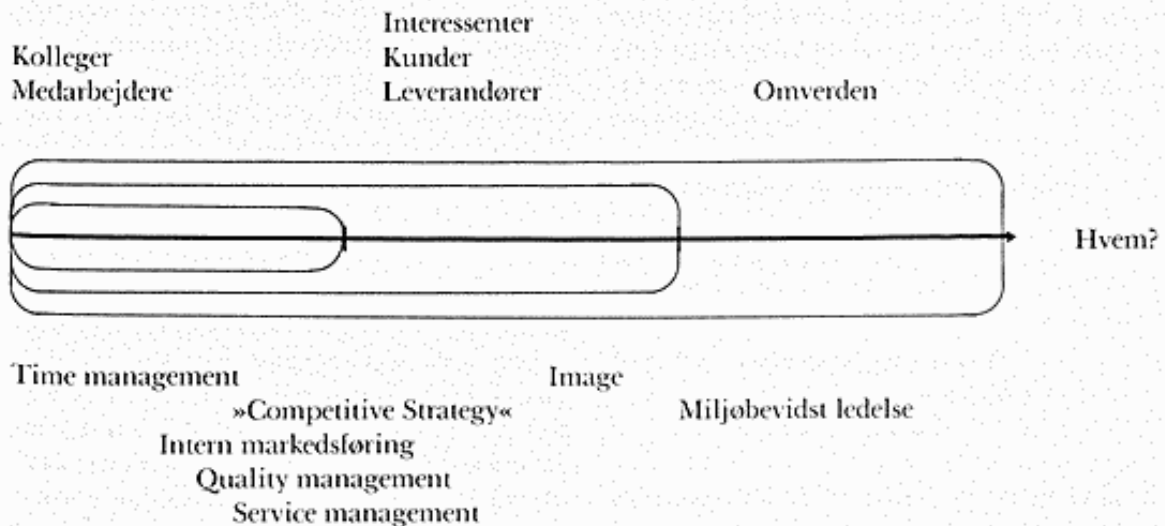 Interessenter
Kolleger Kunder
Medarbejdere Leverandører Omverden
Hvem?
Time management Image
»Competitive Strategy« Miljøbevidst ledelse
Intern markedsføring
Quality management
Service management